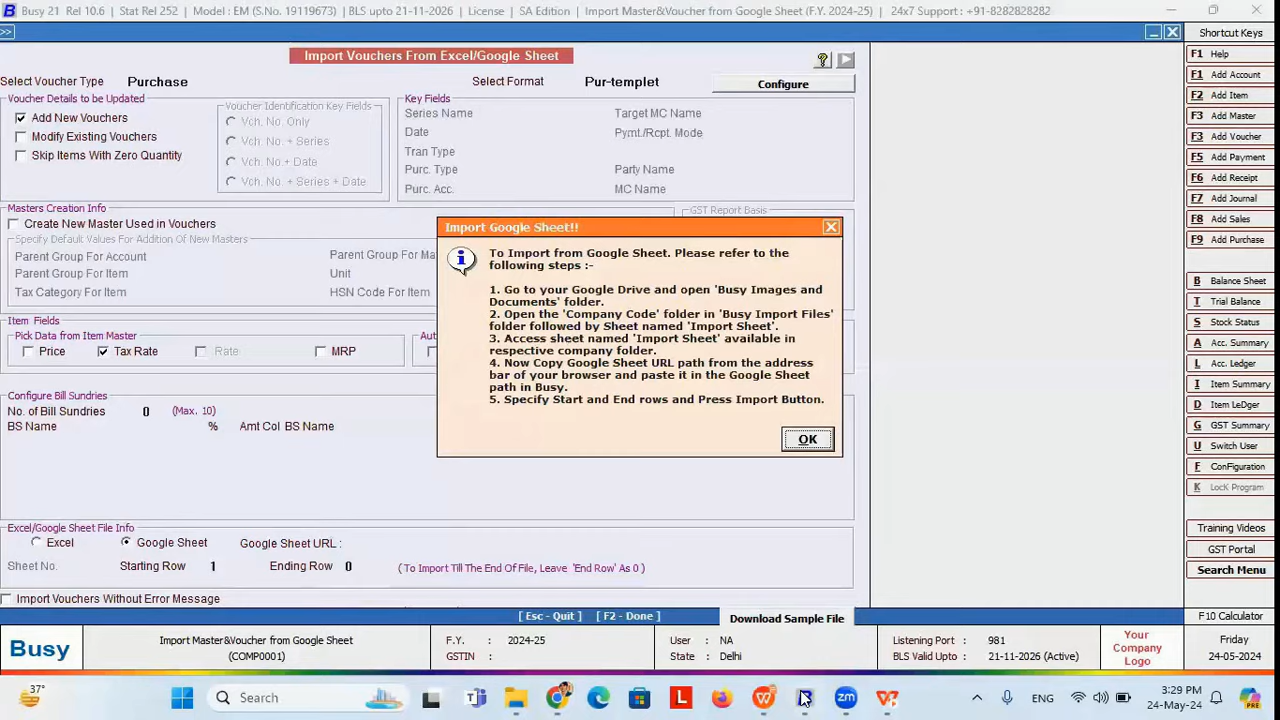 Busy 21 Rel 10.6 | Stat Rel 252 | Model : EM (S.No. 19119673) | BLS upto 21-11-2026 | License | SA Edition | Import Master&Voucher from Google Sheet (F.Y. 2024-25) | 24x7 Support : +91-8282828282
>>
Shortcut Keys
Import Vouchers From Excel/Google Sheet
?
Select Voucher Type Purchase Select Format Pur-templet Configure
Voucher Details to be Updated
Add New Vouchers
Modify Existing Vouchers
Skip Items With Zero Quantity
Voucher Identification Key Fields
Vch. No. Only
Vch. No. + Series
Vch. No.+ Date
Vch. No. + Series + Date
Key Fields
Series Name Target MC Name
Date Pymt./Rcpt. Mode
Tran Type
Purc. Type Party Name
Purc. Acc. MC Name
Masters Creation Info
Create New Master Used in Vouchers
GST Report Basis
Specify Default Values For Addition Of New Masters
Parent Group For Account Parent Group For Ma
Parent Group For Item Unit
Tax Category For Item HSN Code For Item
Item Fields
Pick Data from Item Master
Price Tax Rate Rate MRP
Aut
Configure Bill Sundries
No. of Bill Sundries 0 (Max. 10)
BS Name % Amt Col BS Name
Import Google Sheet!!
To Import from Google Sheet. Please refer to the
following steps :-
1. Go to your Google Drive and open 'Busy Images and
Documents' folder.
2. Open the 'Company Code' folder in 'Busy Import Files'
folder followed by Sheet named 'Import Sheet'.
3. Access sheet named 'Import Sheet' available in
respective company folder.
4. Now Copy Google Sheet URL path from the address
bar of your browser and paste it in the Google Sheet
path in Busy.
5. Specify Start and End rows and Press Import Button.
OK
Excel/Google Sheet File Info
Excel Google Sheet Google Sheet URL :
Sheet No. Starting Row 1 Ending Row 0 (To Import Till The End Of File, Leave 'End Row' As 0 )
Import Vouchers Without Error Message
[ Esc - Quit ] [ F2 - Done ]
Download Sample File
F1 Help
F1 Add Account
F2 Add Item
F3 Add Master
F3 Add Voucher
F5 Add Payment
F6 Add Receipt
F7 Add Journal
F8 Add Sales
F9 Add Purchase
B Balance Sheet
T Trial Balance
S Stock Status
A Acc. Summary
L Acc. Ledger
I Item Summary
D Item LeDger
G GST Summary
U Switch User
F ConFiguration
K LocK Program
Training Videos
GST Portal
Search Menu
F10 Calculator
Busy
Import Master&Voucher from Google Sheet
(COMP0001)
F.Y. : 2024-25
GSTIN :
User : NA
State : Delhi
Listening Port : 981
BLS Valid Upto : 21-11-2026 (Active)
Your
Company
Logo
Friday
24-05-2024
37°
Search
ENG
3:29 PM
24-May-24
PRE